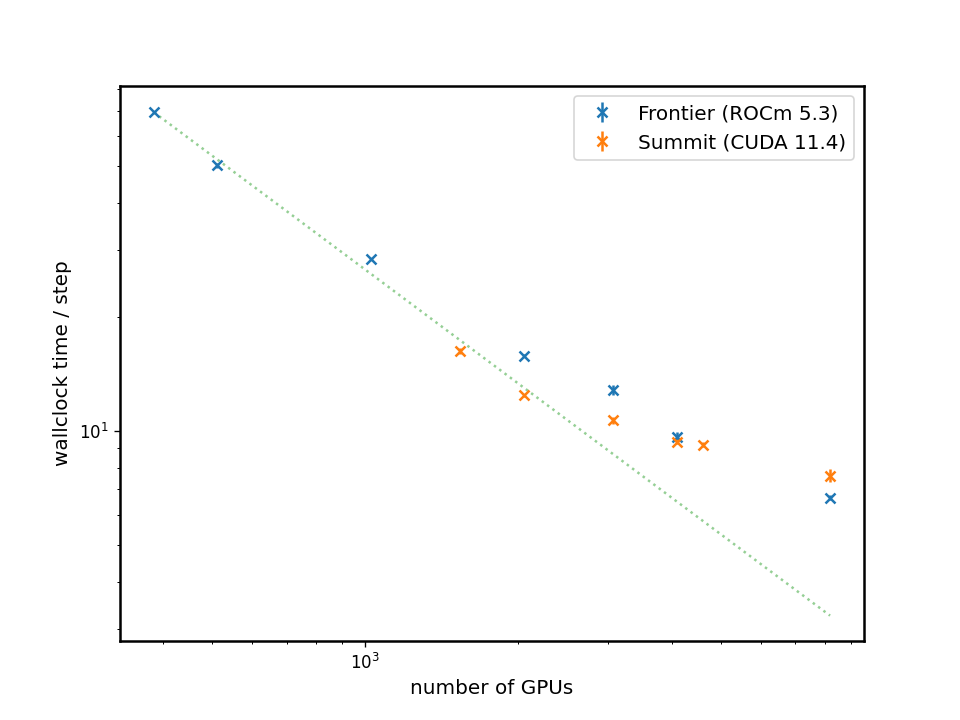 Frontier (ROCm 5.3)
Summit (CUDA 11.4)
wallclock time / step
10¹
10³
number of GPUs